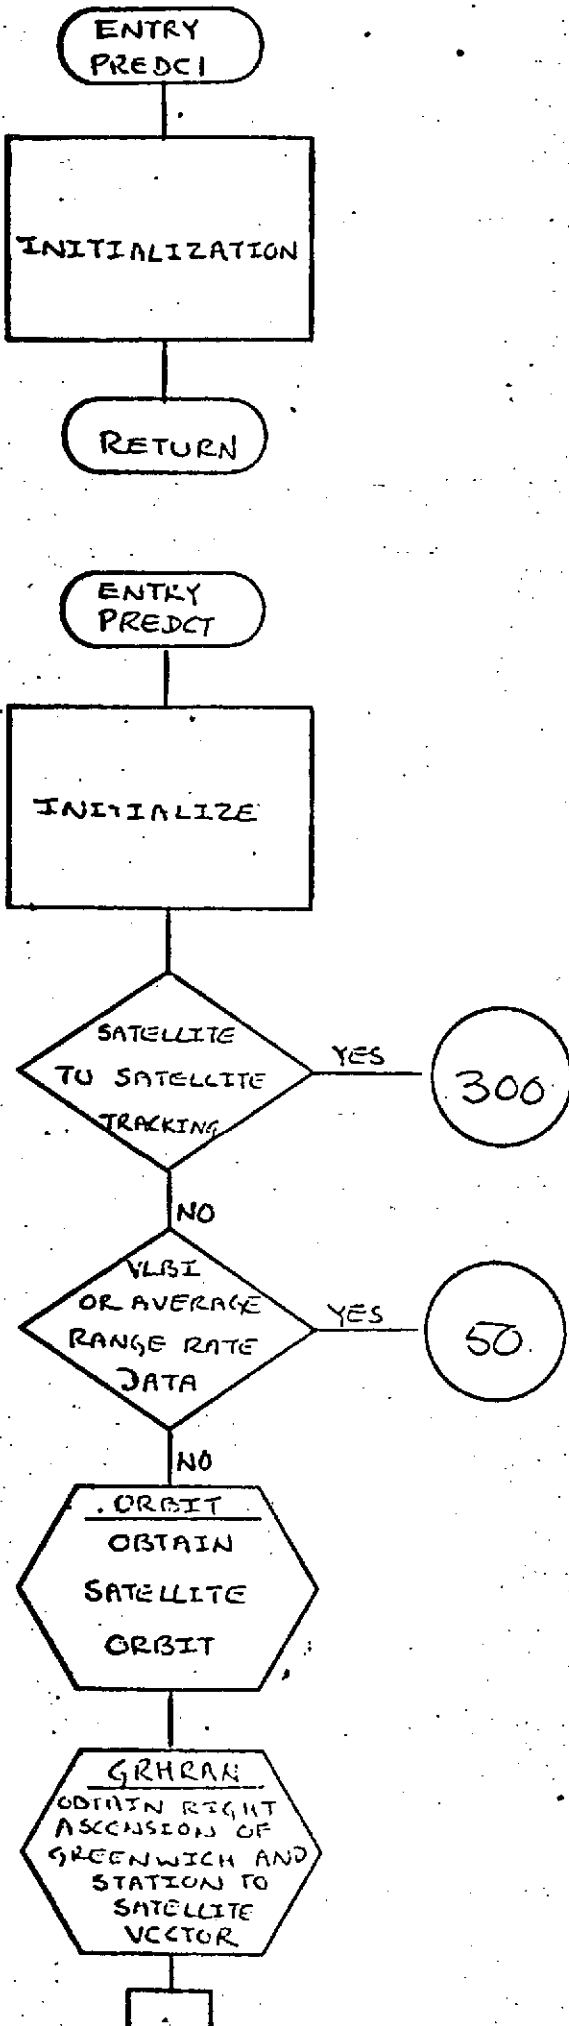 ENTRY
PREDCI
INITIALIZATION
RETURN
ENTRY
PREDCT
INITIALIZE
SATELLITE
TO SATELLITE
TRACKING
YES
300
NO
VLBI
OR AVERAGE
RANGE RATE
DATA
YES
50
NO
ORBIT
OBTAIN
SATELLITE
ORBIT
GRHRAN
OBTAIN RIGHT
ASCENSION OF
GREENWICH AND
STATION TO
SATELLITE
VECTOR